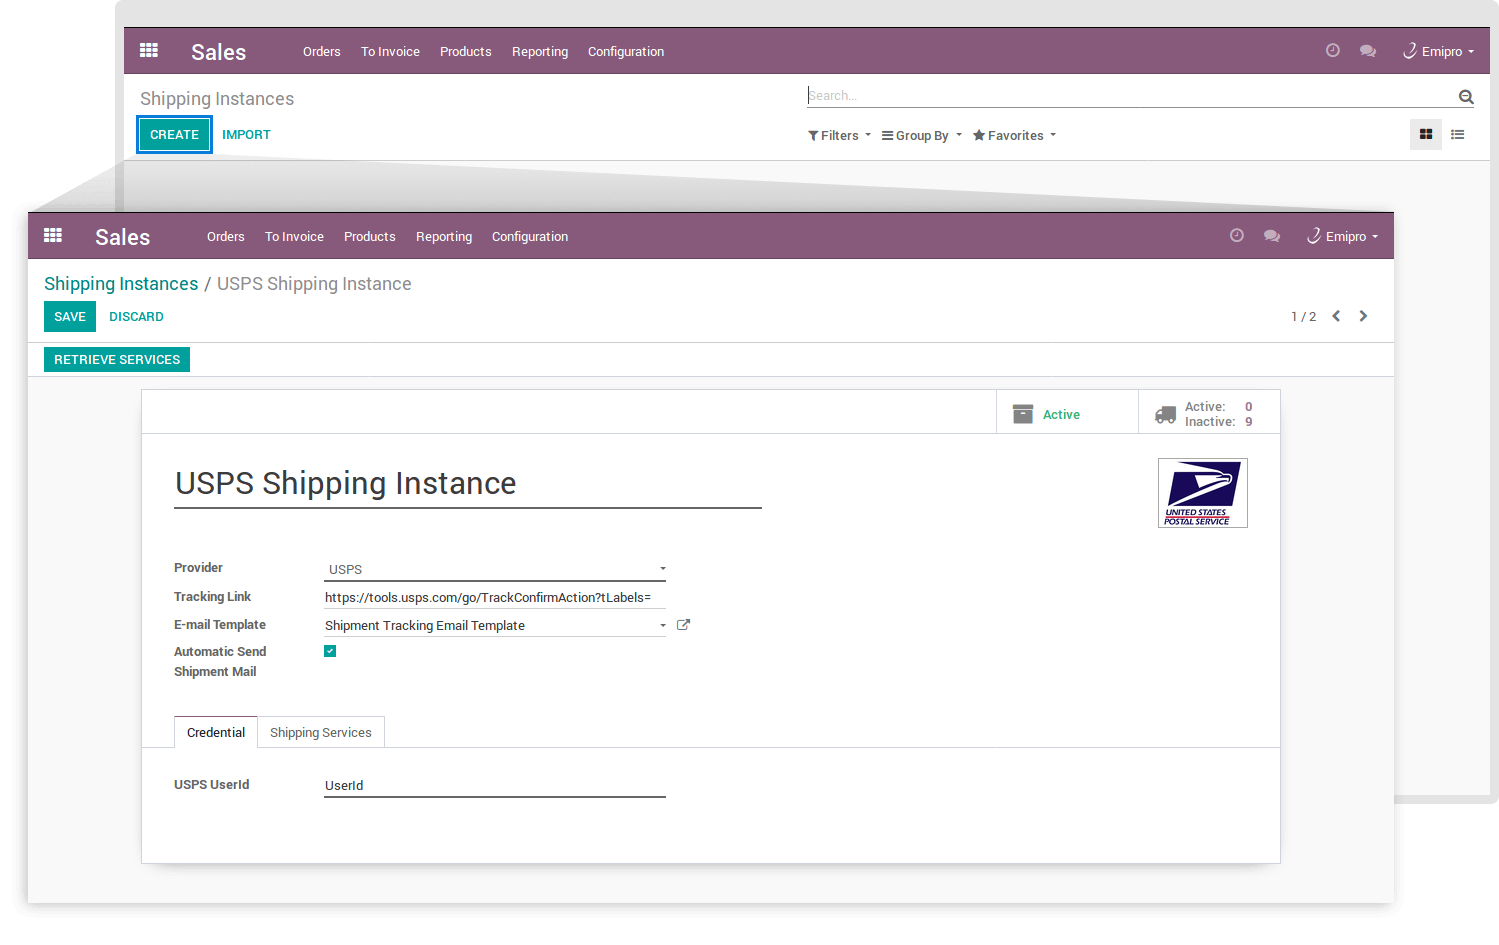 Sales Orders To Invoice Products Reporting Configuration Emipro
Shipping Instances
Search...
CREATE IMPORT Filters Group By Favorites
Sales Orders To Invoice Products Reporting Configuration Emipro
Shipping Instances / USPS Shipping Instance
SAVE DISCARD 1 / 2
RETRIEVE SERVICES
Active
Active: 0
Inactive: 9
USPS Shipping Instance
UNITED STATES
POSTAL SERVICE
Provider USPS
Tracking Link https://tools.usps.com/go/TrackConfirmAction?tLabels=
E-mail Template Shipment Tracking Email Template
Automatic Send
Shipment Mail
Credential Shipping Services
USPS UserId UserId